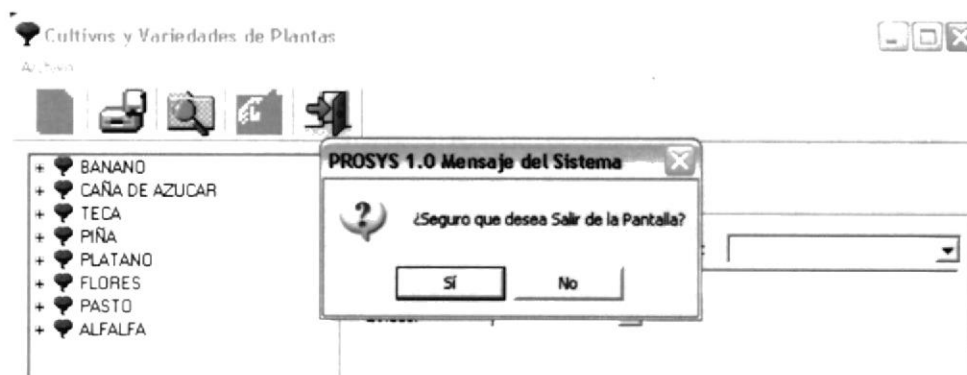 Cultivos y Variedades de Plantas
Archivo
PROSYS 1.0 Mensaje del Sistema
¿Seguro que desea Salir de la Pantalla?
Sí No
+ BANANO
+ CAÑA DE AZUCAR
+ TECA
+ PIÑA
+ PLATANO
+ FLORES
+ PASTO
+ ALFALFA